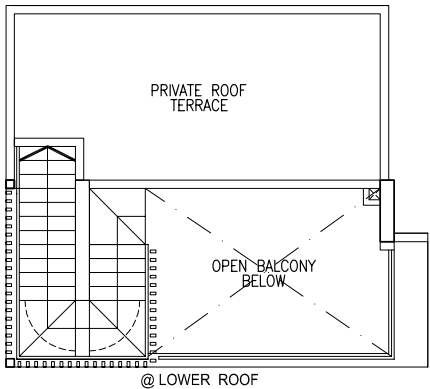 PRIVATE ROOF
TERRACE
OPEN BALCONY
BELOW
@ LOWER ROOF